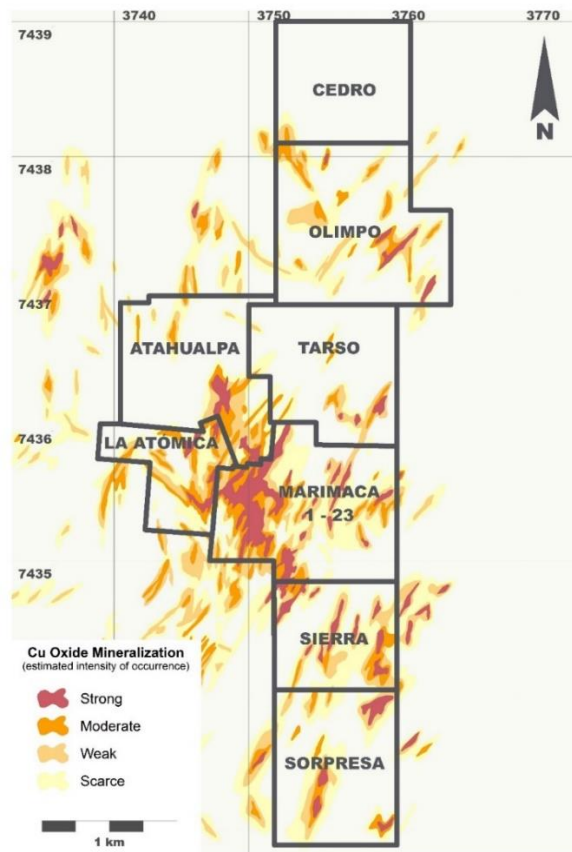 3740 3750 3760 3770
7439
CEDRO
N
7438
OLIMPO
7437
ATAHUALPA
TARSO
7436
LA ATOMICA
MARIMACA
1 - 23
7435
SIERRA
Cu Oxide Mineralization
(estimated intensity of occurrence)
Strong
Moderate
Weak
Scarce
SORPRESA
1 km